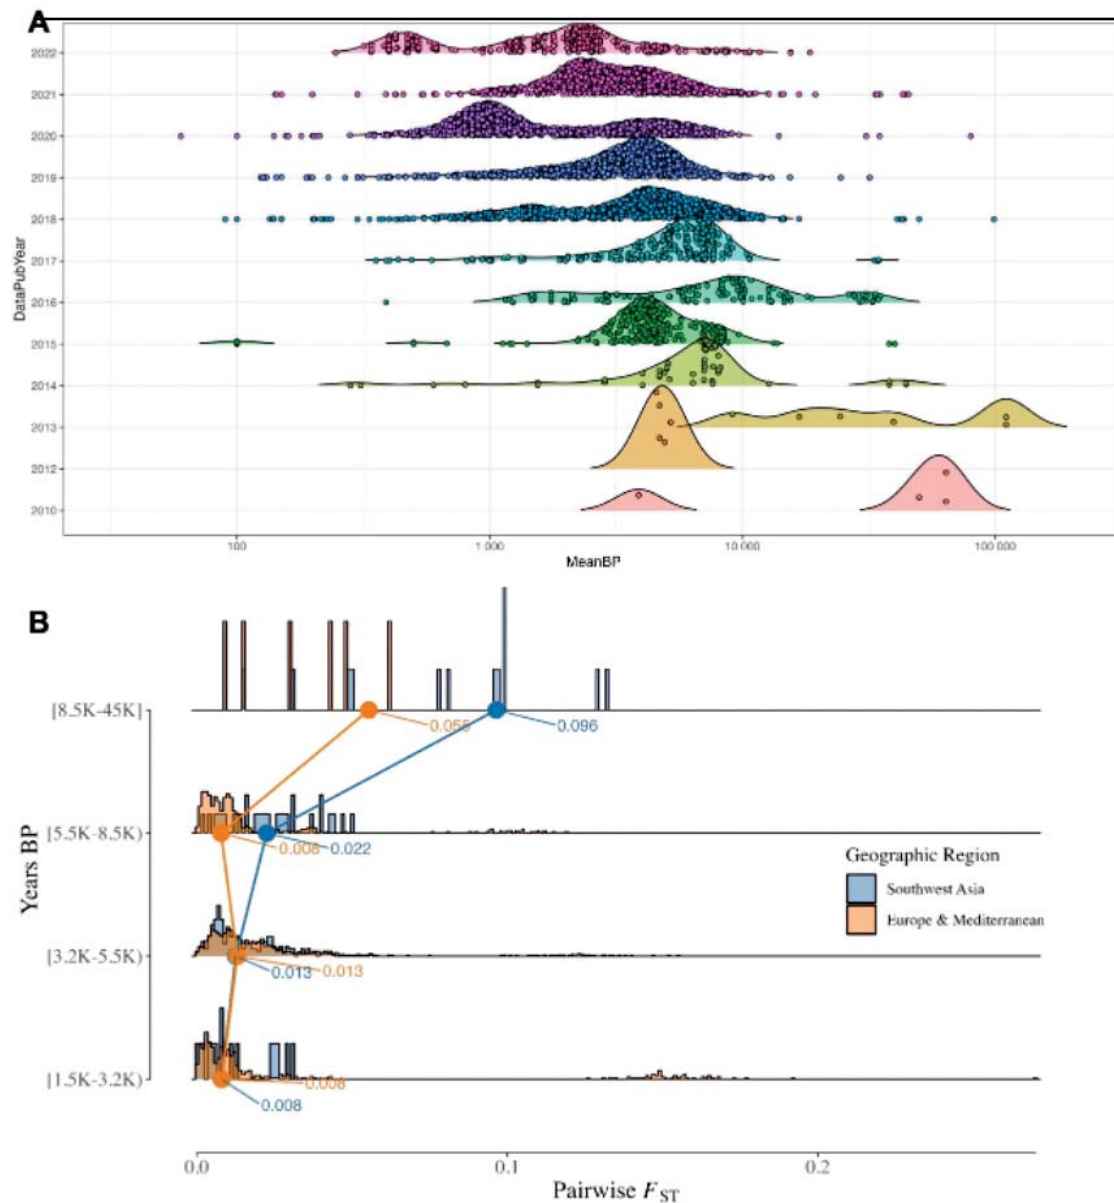 A
2022
2021
2020
2019
2018
2017
2016
2015
2014
2013
2012
2010
DataPubYear
100
1 000
10 000
100 000
MeanBP
B
[8.5K-45K]
0.055
0.096
[5.5K-8.5K)
0.008
0.022
Geographic Region
Southwest Asia
Europe & Mediterranean
Years BP
[3.2K-5.5K)
0.013
0.013
[1.5K-3.2K)
0.008
0.008
0.0
0.1
0.2
Pairwise FST